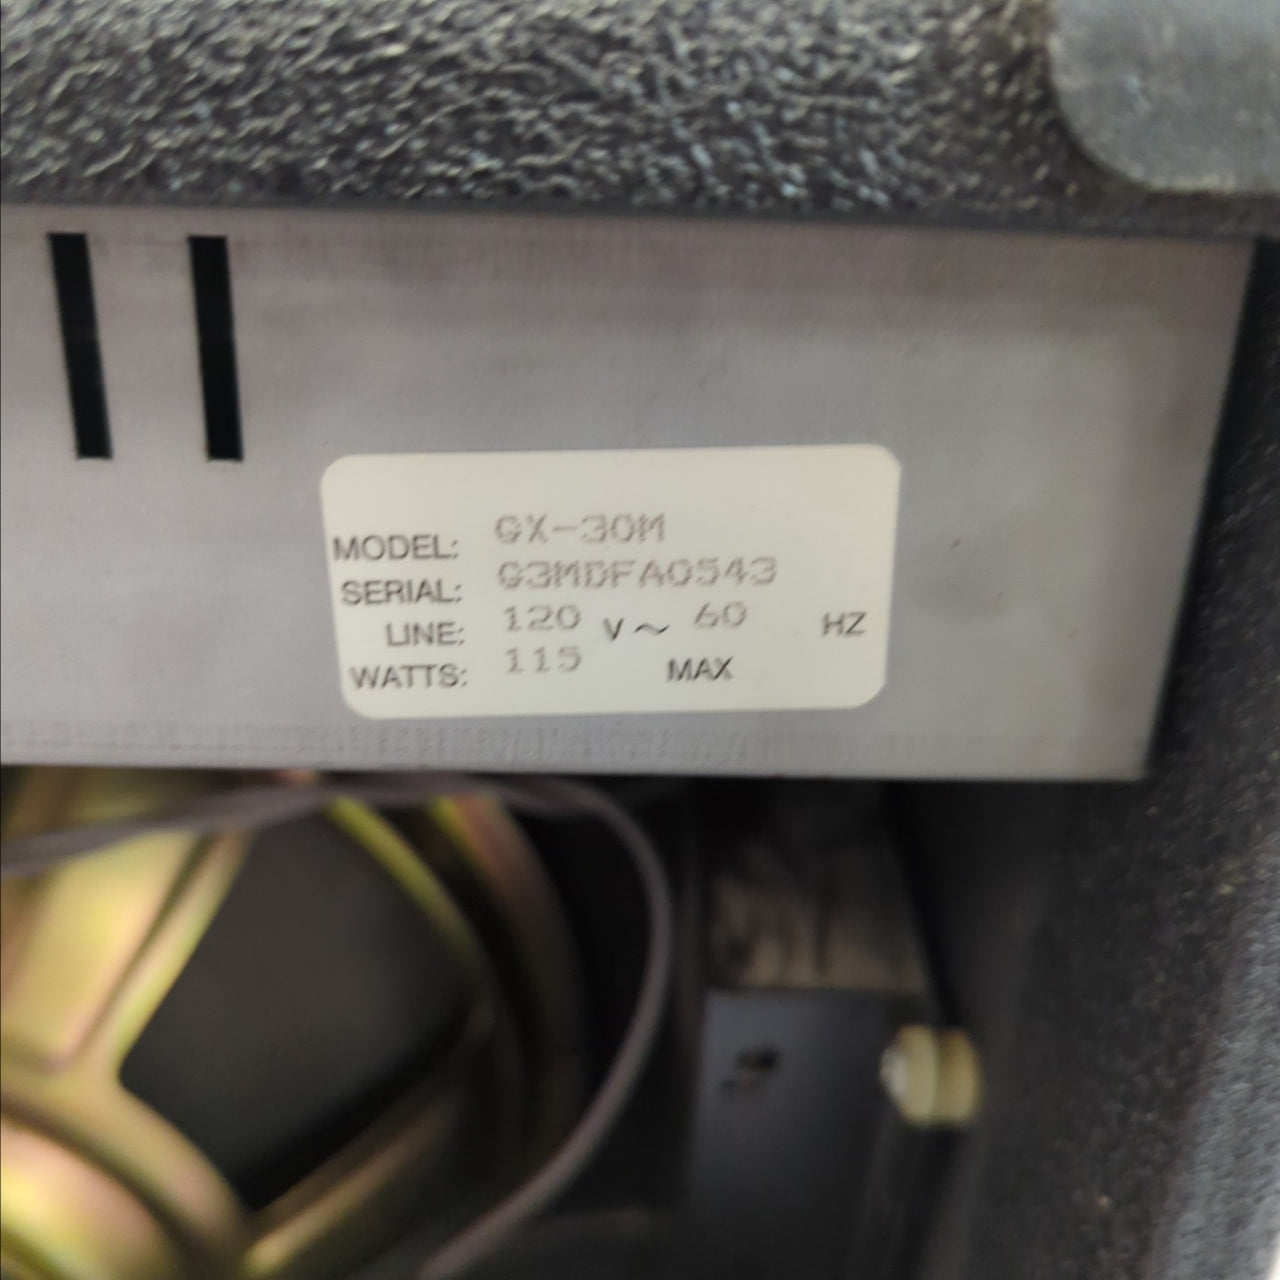 MODEL: GX-30M
SERIAL: G3MDFA0543
LINE: 120 V ~ 60 HZ
WATTS: 115 MAX